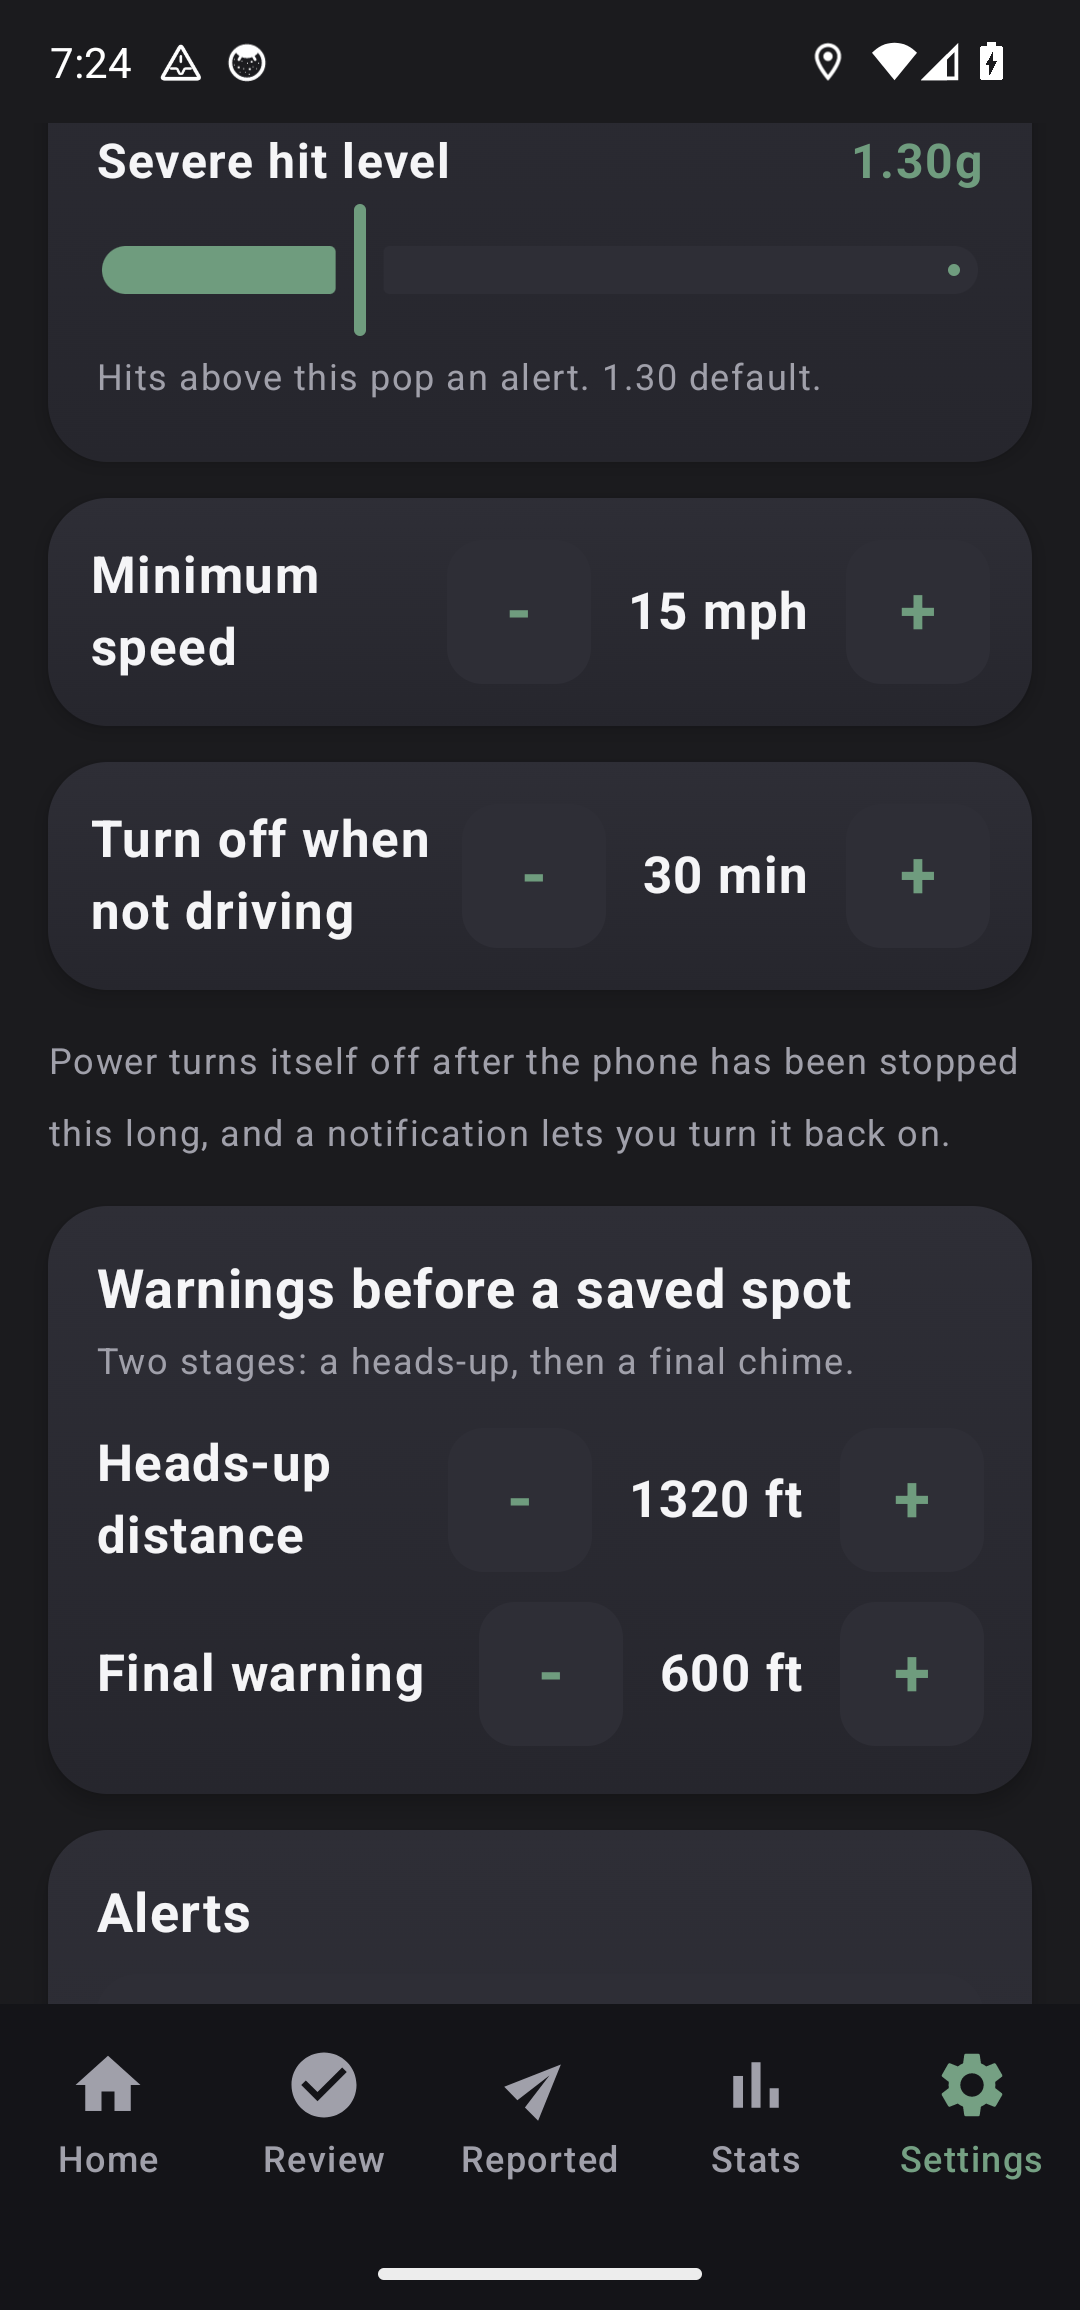 7:24
Severe hit level 1.30g
Hits above this pop an alert. 1.30 default.
Minimum
speed
- 15 mph +
Turn off when
not driving
- 30 min +
Power turns itself off after the phone has been stopped
this long, and a notification lets you turn it back on.
Warnings before a saved spot
Two stages: a heads-up, then a final chime.
Heads-up
distance
- 1320 ft +
Final warning - 600 ft +
Alerts
Home Review Reported Stats Settings